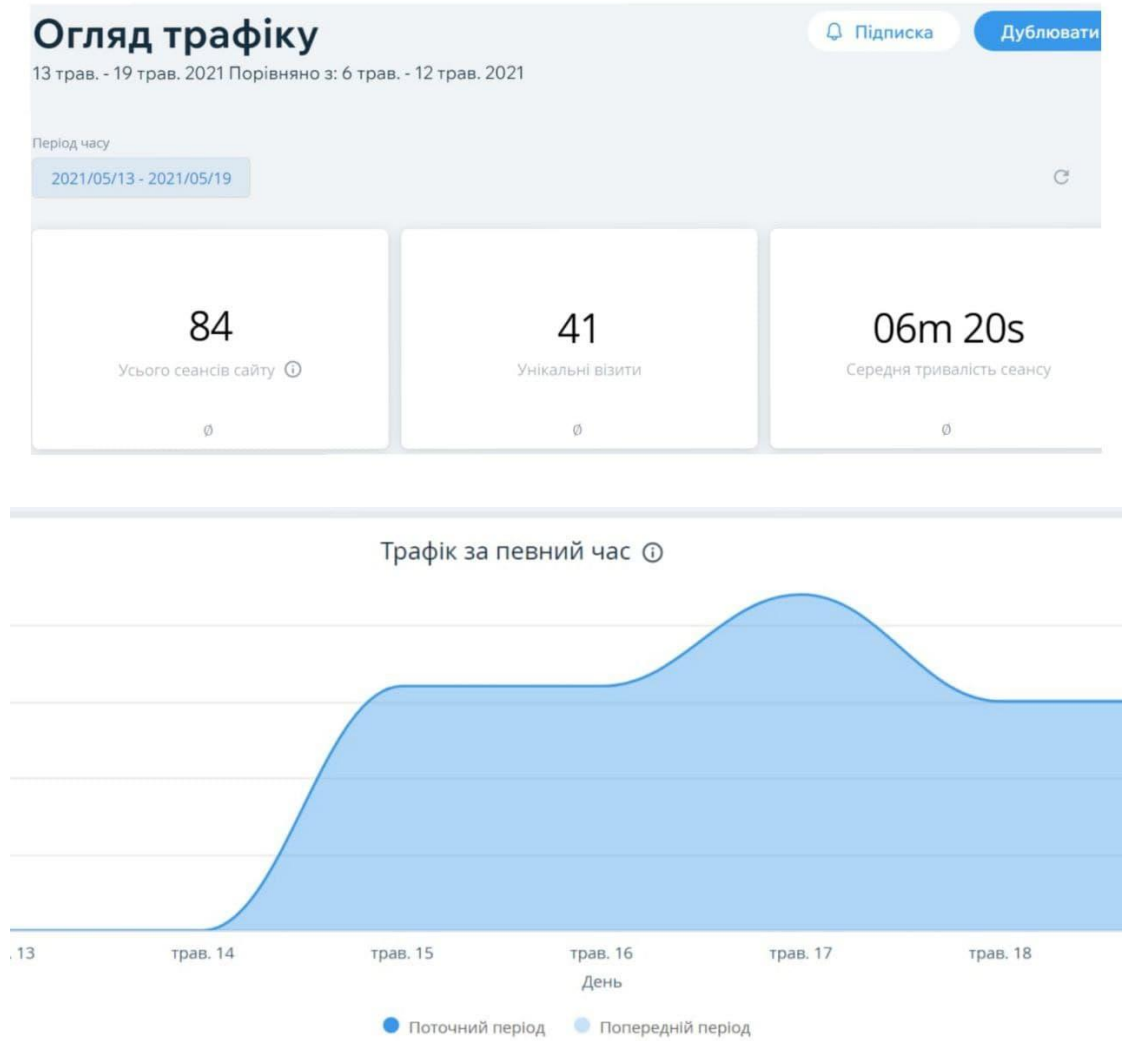 Огляд трафіку
Підписка
Дублювати
13 трав. - 19 трав. 2021 Порівняно з: 6 трав. - 12 трав. 2021
Період часу
2021/05/13 - 2021/05/19
84
41
06m 20s
Усього сеансів сайту
Унікальні візити
Середня тривалість сеансу
Ø
Ø
Ø
Трафік за певний час
. 13
трав. 14
трав. 15
трав. 16
трав. 17
трав. 18
День
Поточний період
Попередній період